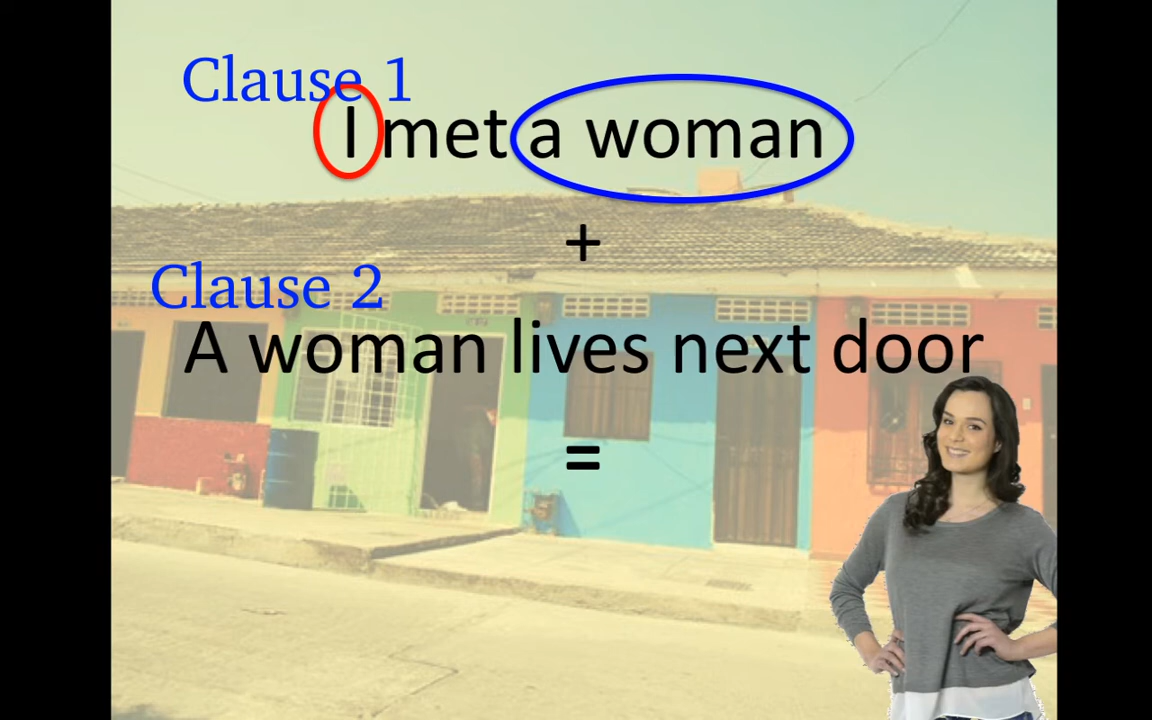 Clause 1
I met a woman
+
Clause 2
A woman lives next door
=